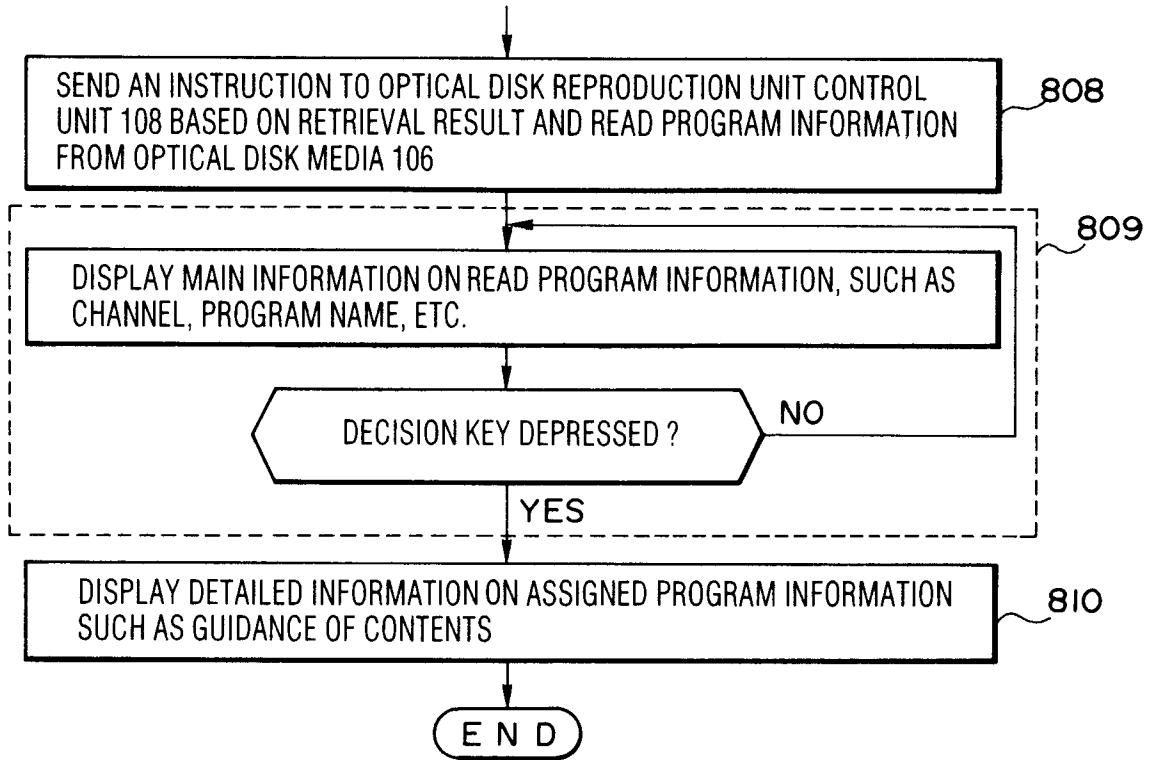 SEND AN INSTRUCTION TO OPTICAL DISK REPRODUCTION UNIT CONTROL
UNIT 108 BASED ON RETRIEVAL RESULT AND READ PROGRAM INFORMATION
FROM OPTICAL DISK MEDIA 106
808
809
DISPLAY MAIN INFORMATION ON READ PROGRAM INFORMATION, SUCH AS
CHANNEL, PROGRAM NAME, ETC.
DECISION KEY DEPRESSED ?
NO
YES
DISPLAY DETAILED INFORMATION ON ASSIGNED PROGRAM INFORMATION
SUCH AS GUIDANCE OF CONTENTS
810
END